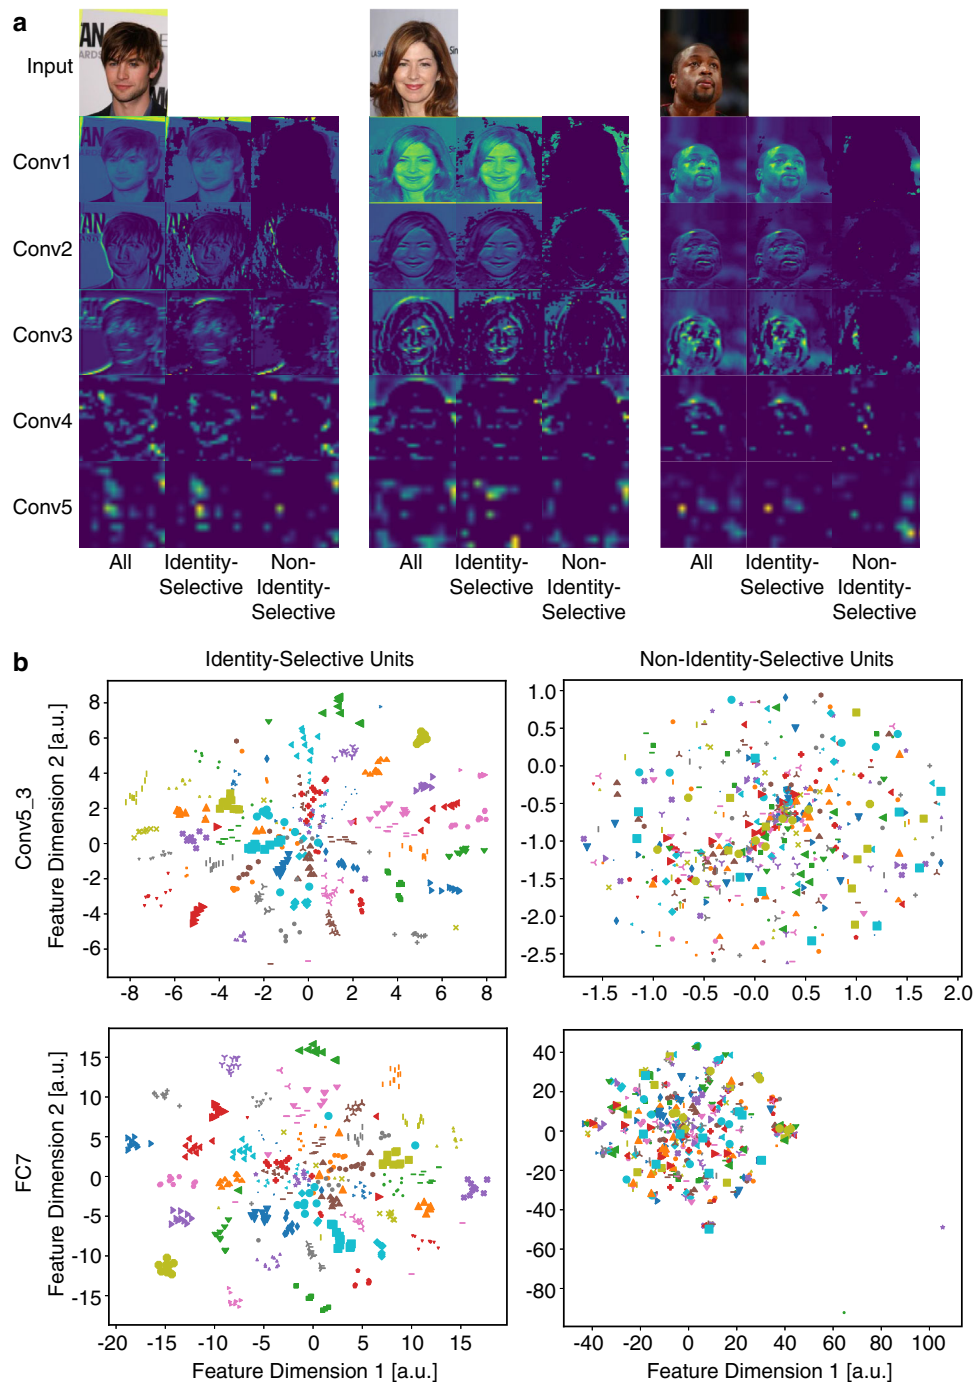 a
Input
AN
ARDS
Sin
Conv1
Conv2
Conv3
Conv4
Conv5
All Identity-Selective Non-Identity-Selective All Identity-Selective Non-Identity-Selective All Identity-Selective Non-Identity-Selective
b
Identity-Selective Units Non-Identity-Selective Units
Conv5_3
Feature Dimension 2 [a.u.]
8
6
4
2
0
-2
-4
-6
-8 -6 -4 -2 0 2 4 6 8
1.0
0.5
0.0
-0.5
-1.0
-1.5
-2.0
-2.5
-1.5 -1.0 -0.5 -0.0 0.5 1.0 1.5 2.0
FC7
Feature Dimension 2 [a.u.]
15
10
5
0
-5
-10
-15
-20 -15 -10 -5 0 5 10 15
Feature Dimension 1 [a.u.]
40
20
0
-20
-40
-60
-80
-40 -20 0 20 40 60 80 100
Feature Dimension 1 [a.u.]